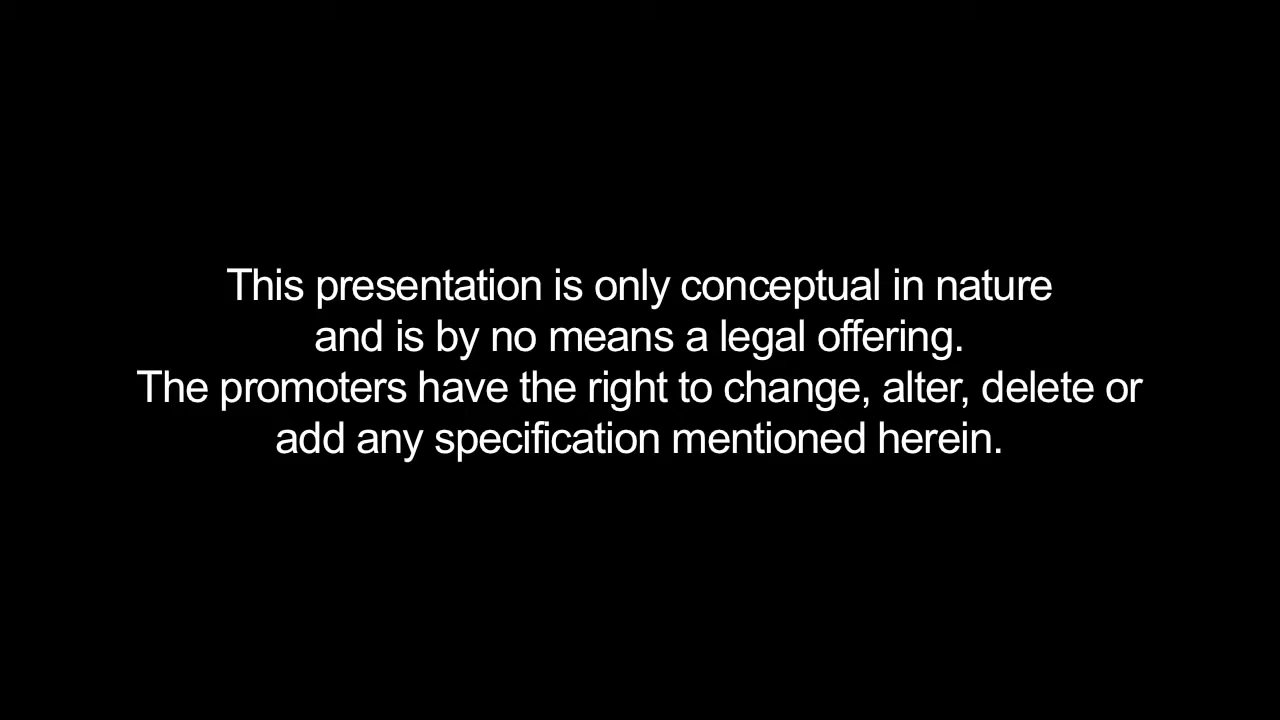 This presentation is only conceptual in nature
and is by no means a legal offering.
The promoters have the right to change, alter, delete or
add any specification mentioned herein.